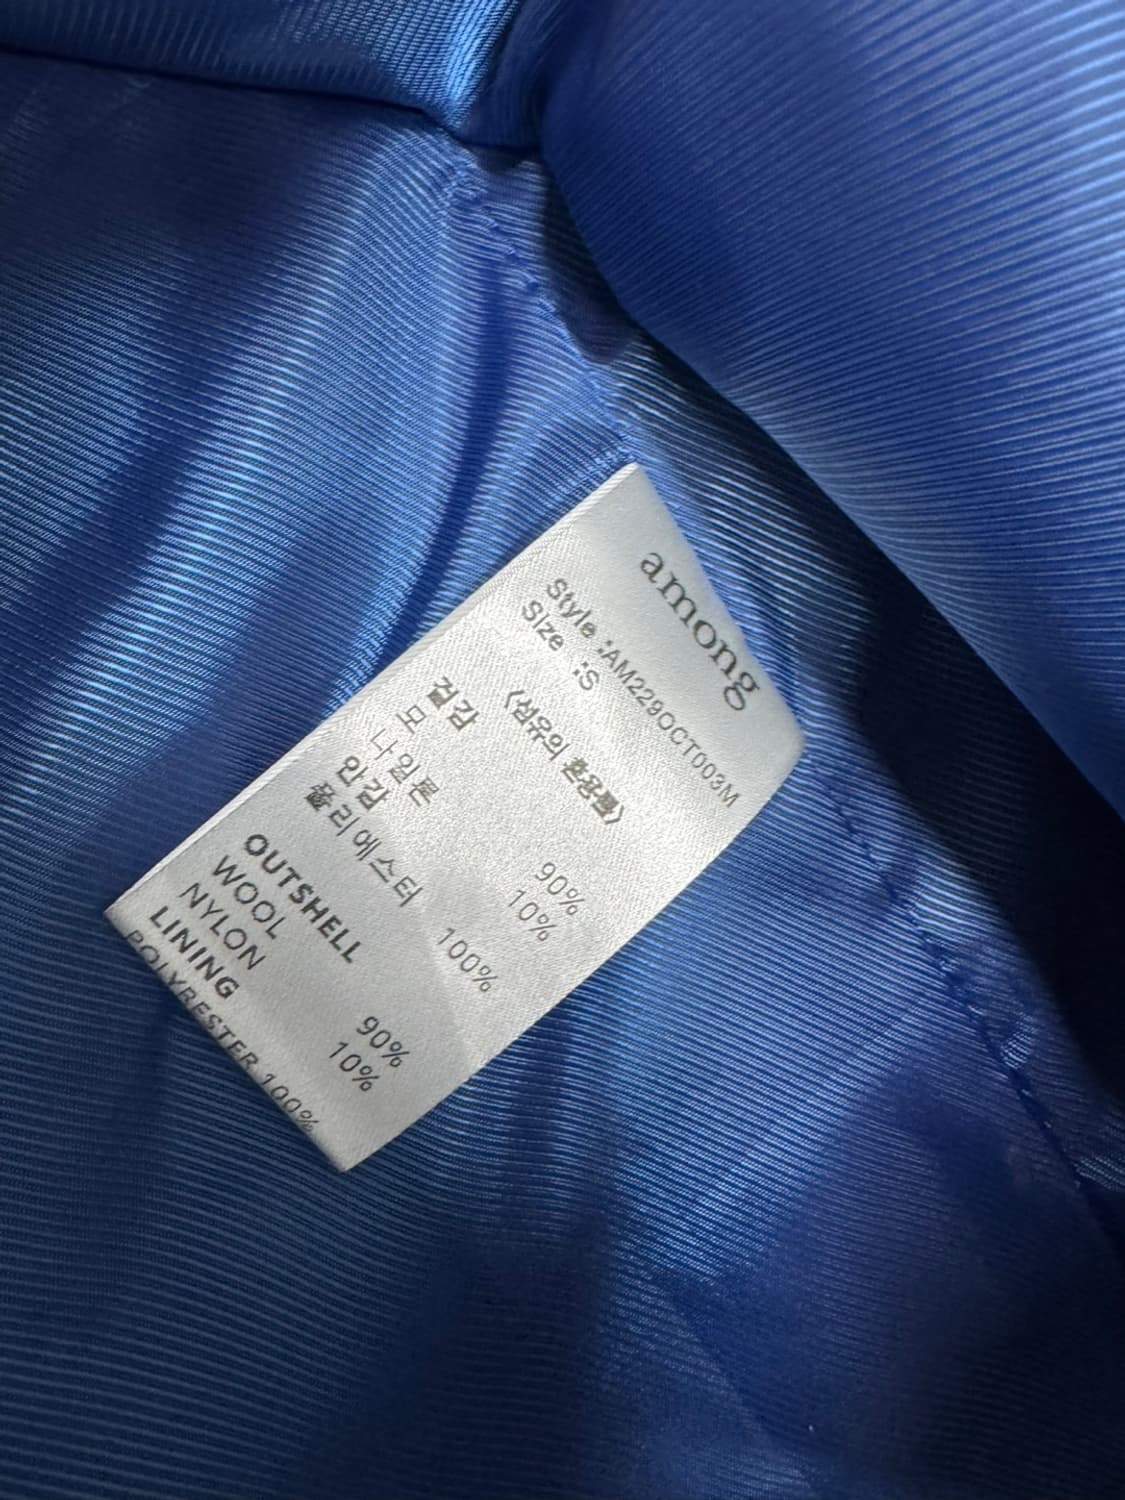 among
Style :AM229OCT003M
Size :S
<섬유의 혼용률>
겉감
모 90%
나일론 10%
안감
폴리에스터 100%
OUTSHELL
WOOL 90%
NYLON 10%
LINING
POLYRESTER 100%